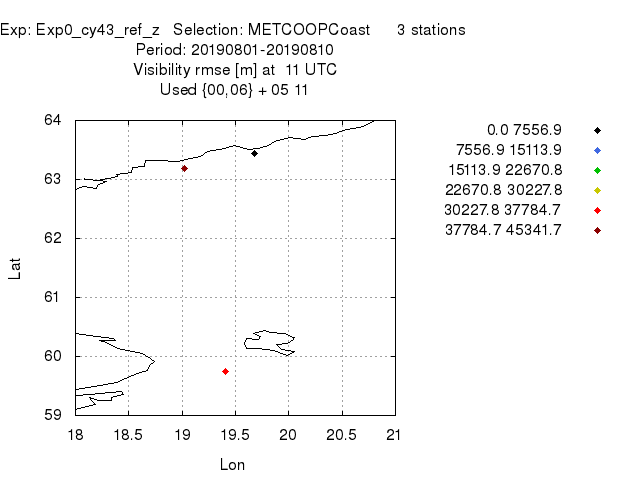 Exp: Exp0_cy43_ref_z Selection: METCOOPCoast 3 stations
Period: 20190801-20190810
Visibility rmse [m] at 11 UTC
Used {00,06} + 05 11
0.0 7556.9
7556.9 15113.9
15113.9 22670.8
22670.8 30227.8
30227.8 37784.7
37784.7 45341.7
64
63
62
61
60
59
Lat
18 18.5 19 19.5 20 20.5 21
Lon